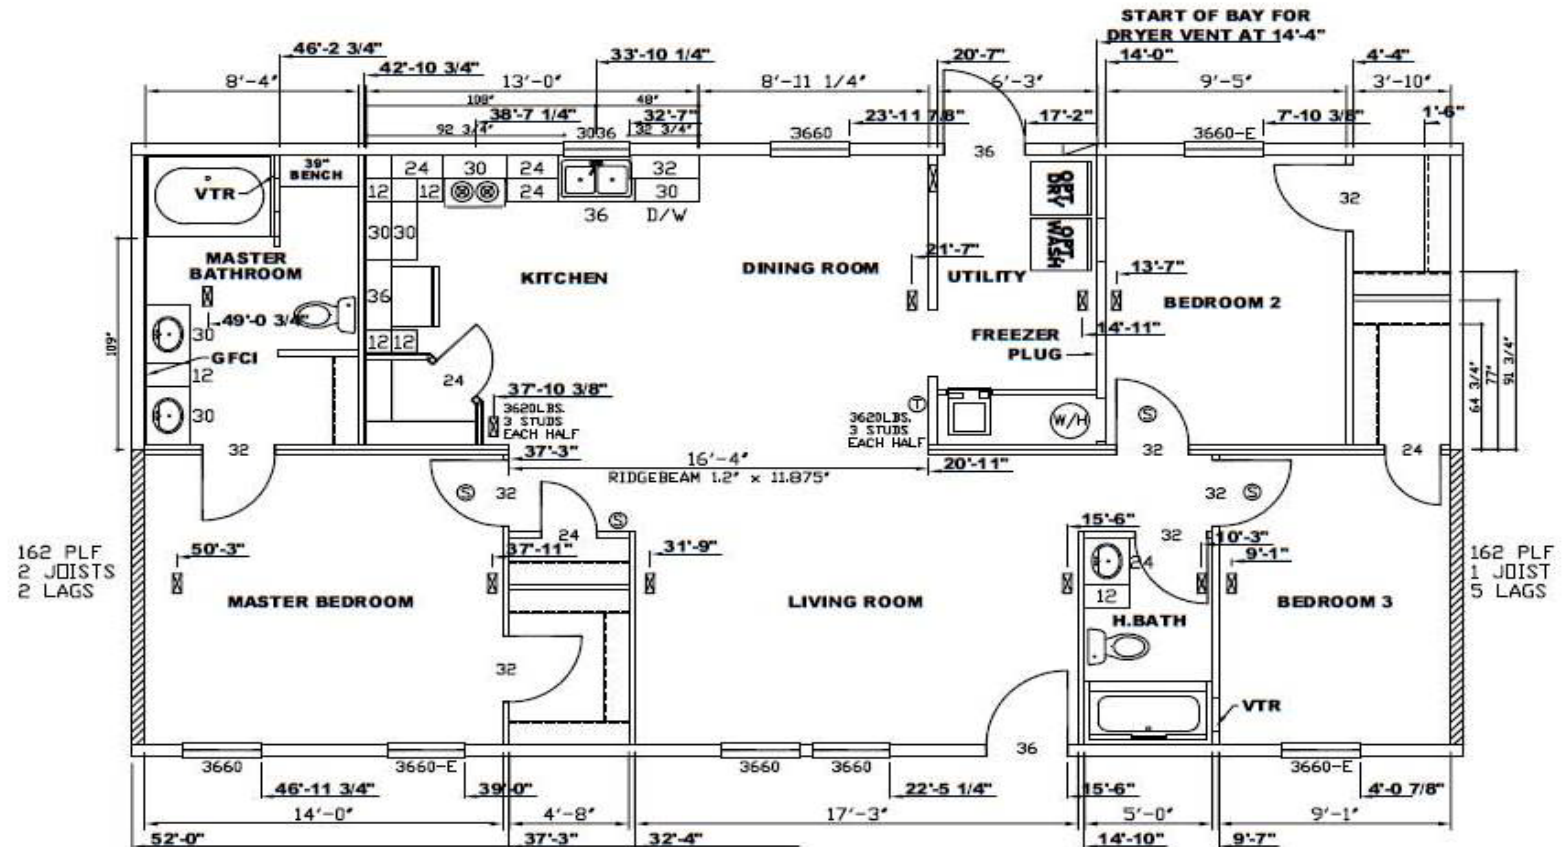 START OF BAY FOR
DRYER VENT AT 14'-4"
46'-2 3/4"
33'-10 1/4"
20'-7"
14'-0"
4'-4"
42'-10 3/4"
8'-4"
13'-0"
8'-11 1/4"
6'-3"
9'-5"
3'-10"
108"
48"
38'-7 1/4"
32'-7"
23'-11 7/8"
17'-2"
7'-10 3/8"
1'-6"
92 3/4"
3036
32 3/4"
3660
36
3660-E
39"
BENCH
VTR
24
30
24
32
12
12
24
30
OPT
DRY
32
36
D/W
30
30
OPT
WASH
21'-7"
MASTER
BATHROOM
KITCHEN
DINING ROOM
UTILITY
13'-7"
BEDROOM 2
36
49'-0 3/4"
30
14'-11"
109"
GFCI
12
12
FREEZER
PLUG
12
24
30
37'-10 3/8"
3620LBS.
3 STUDS
EACH HALF
3620LBS.
3 STUDS
EACH HALF
T
W/H
S
64 3/4"
77"
91 3/4"
32
37'-3"
16'-4"
RIDGEBEAM 1.2" x 11.875"
20'-11"
32
24
S
32
S
24
32
S
15'-6"
32
10'-3"
162 PLF
2 JOISTS
2 LAGS
50'-3"
37'-11"
31'-9"
24
9'-1"
162 PLF
1 JOIST
5 LAGS
MASTER BEDROOM
LIVING ROOM
12
H.BATH
BEDROOM 3
32
VTR
36
3660
3660-E
3660
3660
3660-E
46'-11 3/4"
39'-0"
22'-5 1/4"
15'-6"
4'-0 7/8"
14'-0"
4'-8"
17'-3"
5'-0"
9'-1"
52'-0"
37'-3"
32'-4"
14'-10"
9'-7"